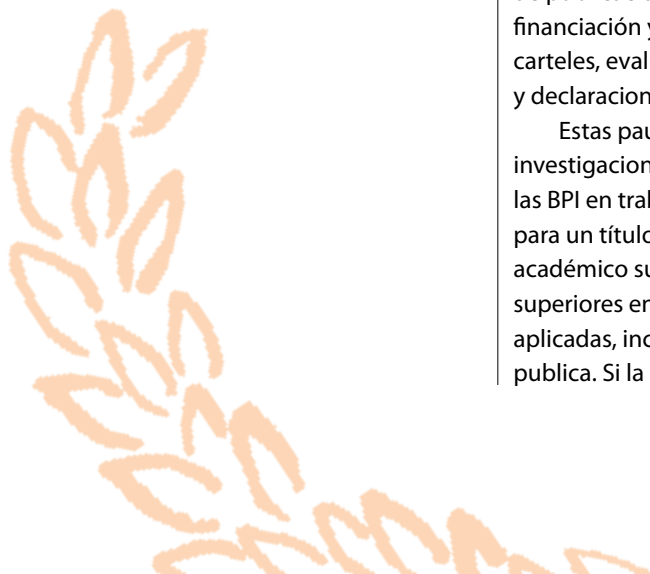 financiación y
carteles, eval
y declaracion
Estas pau
investigacion
las BPI en tra
para un título
académico su
superiores en
aplicadas, inc
publica. Si la